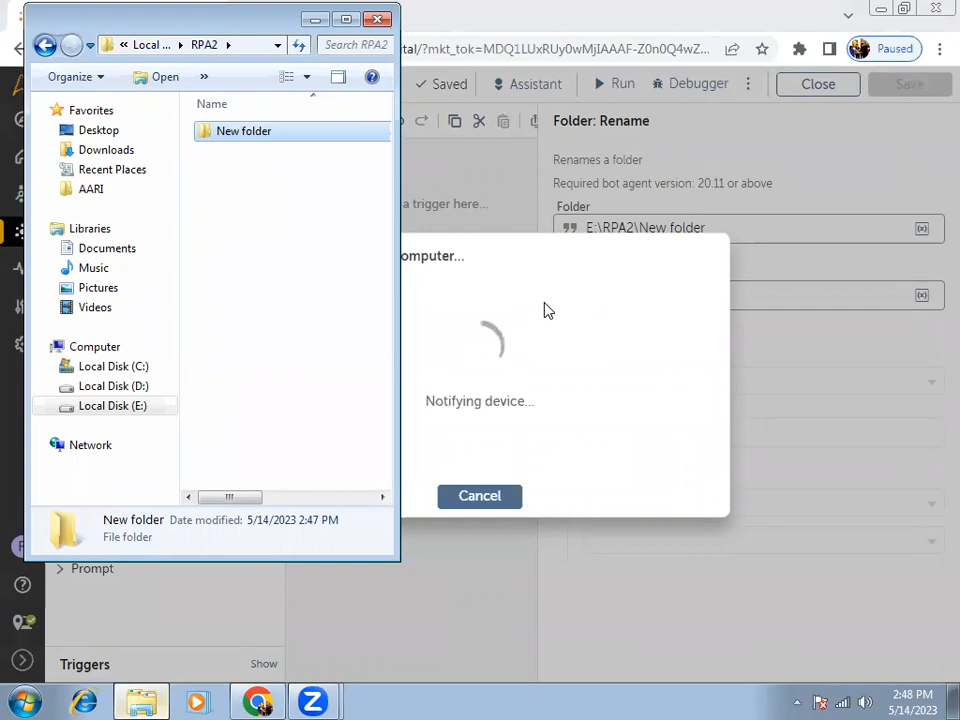 « Local ... ▸ RPA2 ▸
Search RPA2
tal/?mkt_tok=MDQ1LUxRUy0wMjIAAAF-Z0n0Q4wZ...
Paused
Organize
Open
»
Saved
Assistant
Run
Debugger
Close
Save
Name
New folder
Favorites
Desktop
Downloads
Recent Places
AARI
Libraries
Documents
Music
Pictures
Videos
Computer
Local Disk (C:)
Local Disk (D:)
Local Disk (E:)
Network
New folder Date modified: 5/14/2023 2:47 PM
File folder
a trigger here...
Folder: Rename
Renames a folder
Required bot agent version: 20.11 or above
Folder
E:\RPA2\New folder
omputer...
Notifying device...
Cancel
Prompt
Triggers
Show
2:48 PM
5/14/2023